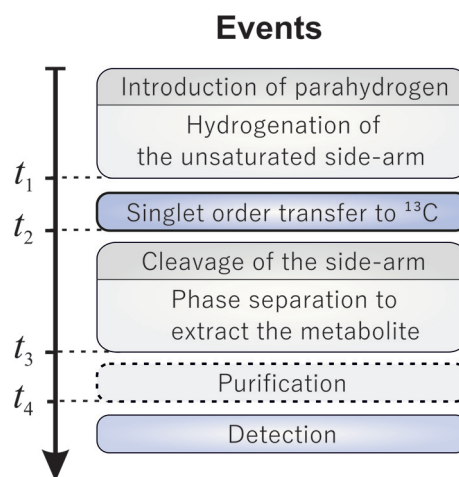 Events
Introduction of parahydrogen
Hydrogenation of
the unsaturated side-arm
t₁
Singlet order transfer to ¹³C
t₂
Cleavage of the side-arm
Phase separation to
extract the metabolite
t₃
Purification
t₄
Detection